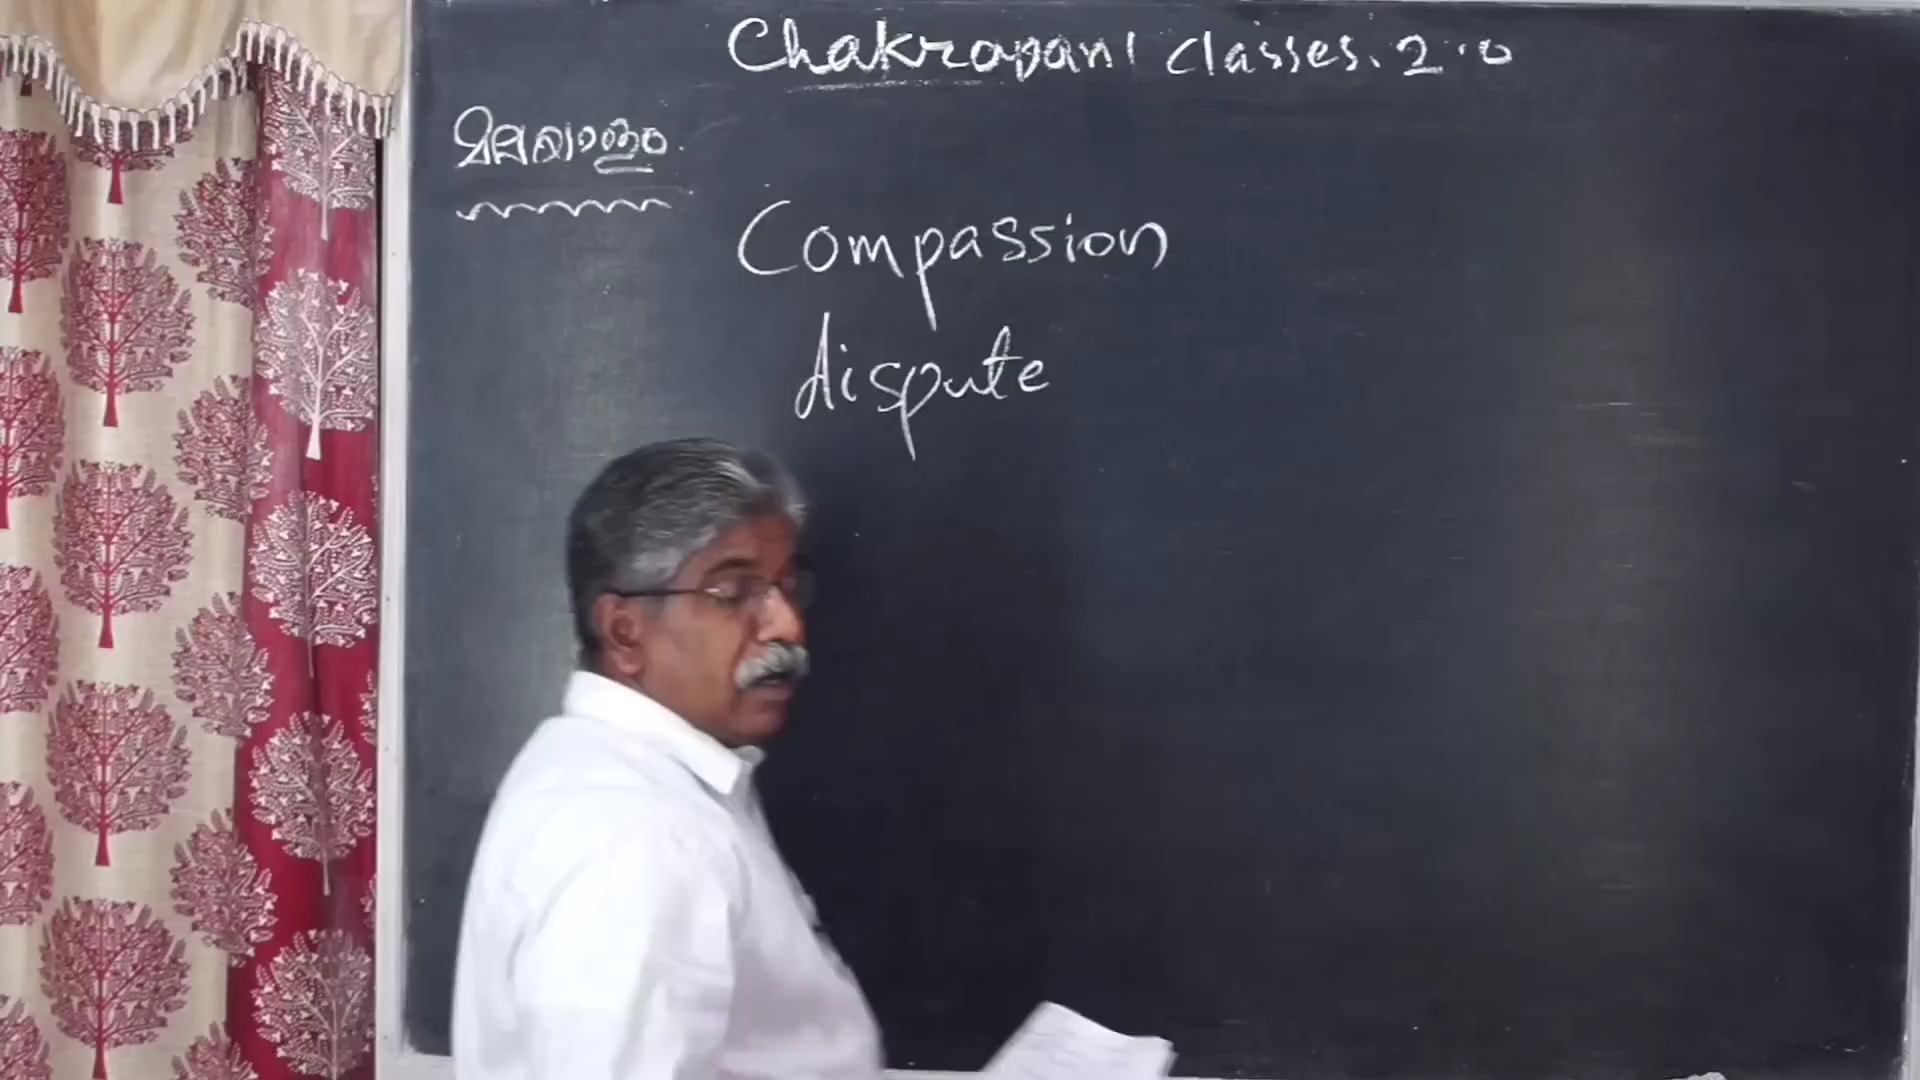 Chakrapani Classes. 2.0
മലയാളം.
Compassion
dispute